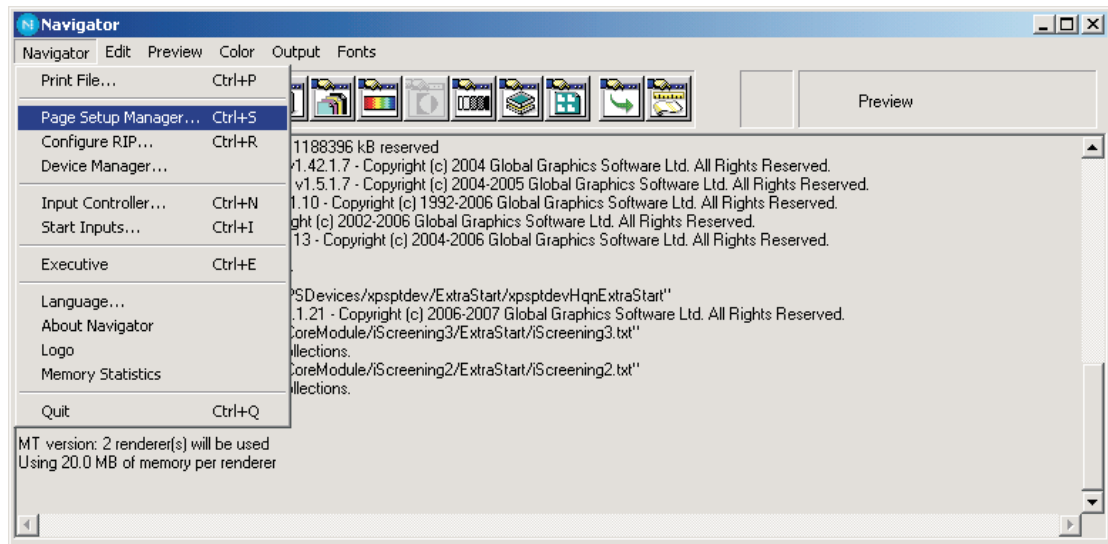 Navigator
Navigator Edit Preview Color Output Fonts
Print File... Ctrl+P
Page Setup Manager... Ctrl+S
Configure RIP... Ctrl+R
Device Manager...
Input Controller... Ctrl+N
Start Inputs... Ctrl+I
Executive Ctrl+E
Language...
About Navigator
Logo
Memory Statistics
Quit Ctrl+Q
Preview
1188396 kB reserved
v1.42.1.7 - Copyright (c) 2004 Global Graphics Software Ltd. All Rights Reserved.
v1.5.1.7 - Copyright (c) 2004-2005 Global Graphics Software Ltd. All Rights Reserved.
1.10 - Copyright (c) 1992-2006 Global Graphics Software Ltd. All Rights Reserved.
ght (c) 2002-2006 Global Graphics Software Ltd. All Rights Reserved.
13 - Copyright (c) 2004-2006 Global Graphics Software Ltd. All Rights Reserved.
.
PSDevices/xpsptdev/ExtraStart/xpsptdevHqnExtraStart"
.1.21 - Copyright (c) 2006-2007 Global Graphics Software Ltd. All Rights Reserved.
CoreModule/iScreening3/ExtraStart/iScreening3.txt"
llections.
CoreModule/iScreening2/ExtraStart/iScreening2.txt"
llections.
MT version: 2 renderer(s) will be used
Using 20.0 MB of memory per renderer